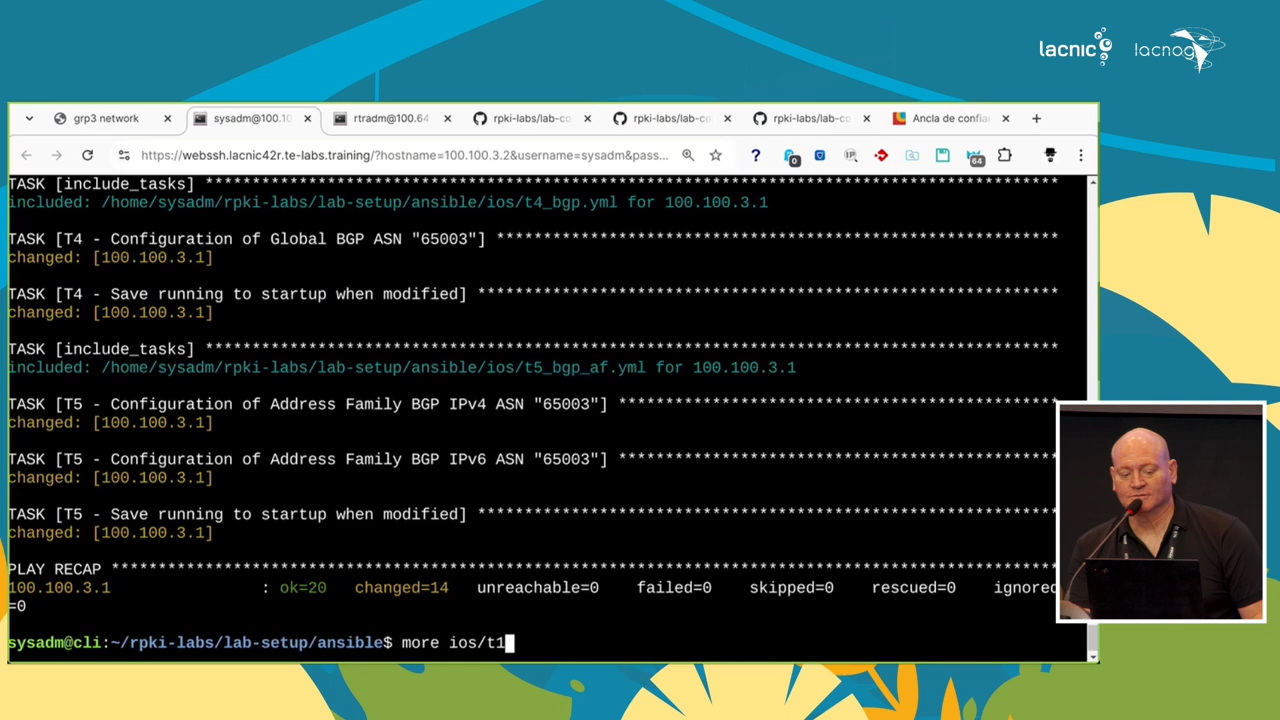 lacnic
lacnog
grp3 network
sysadm@100.10
rtradm@100.64
rpki-labs/lab-co
rpki-labs/lab-co
rpki-labs/lab-co
Ancla de confia
https://webssh.lacnic42r.te-labs.training/?hostname=100.100.3.2&username=sysadm&pass...
0
IP
64
TASK [include_tasks] ******************************************************************************************
included: /home/sysadm/rpki-labs/lab-setup/ansible/ios/t4_bgp.yml for 100.100.3.1
TASK [T4 - Configuration of Global BGP ASN "65003"] ************************************************************
changed: [100.100.3.1]
TASK [T4 - Save running to startup when modified] **************************************************************
changed: [100.100.3.1]
TASK [include_tasks] ******************************************************************************************
included: /home/sysadm/rpki-labs/lab-setup/ansible/ios/t5_bgp_af.yml for 100.100.3.1
TASK [T5 - Configuration of Address Family BGP IPv4 ASN "65003"] ***********************************************
changed: [100.100.3.1]
TASK [T5 - Configuration of Address Family BGP IPv6 ASN "65003"] ***********************************************
changed: [100.100.3.1]
TASK [T5 - Save running to startup when modified] **************************************************************
changed: [100.100.3.1]
PLAY RECAP *****************************************************************************************************
100.100.3.1 : ok=20 changed=14 unreachable=0 failed=0 skipped=0 rescued=0 ignored
=0
sysadm@cli:~/rpki-labs/lab-setup/ansible$ more ios/t1